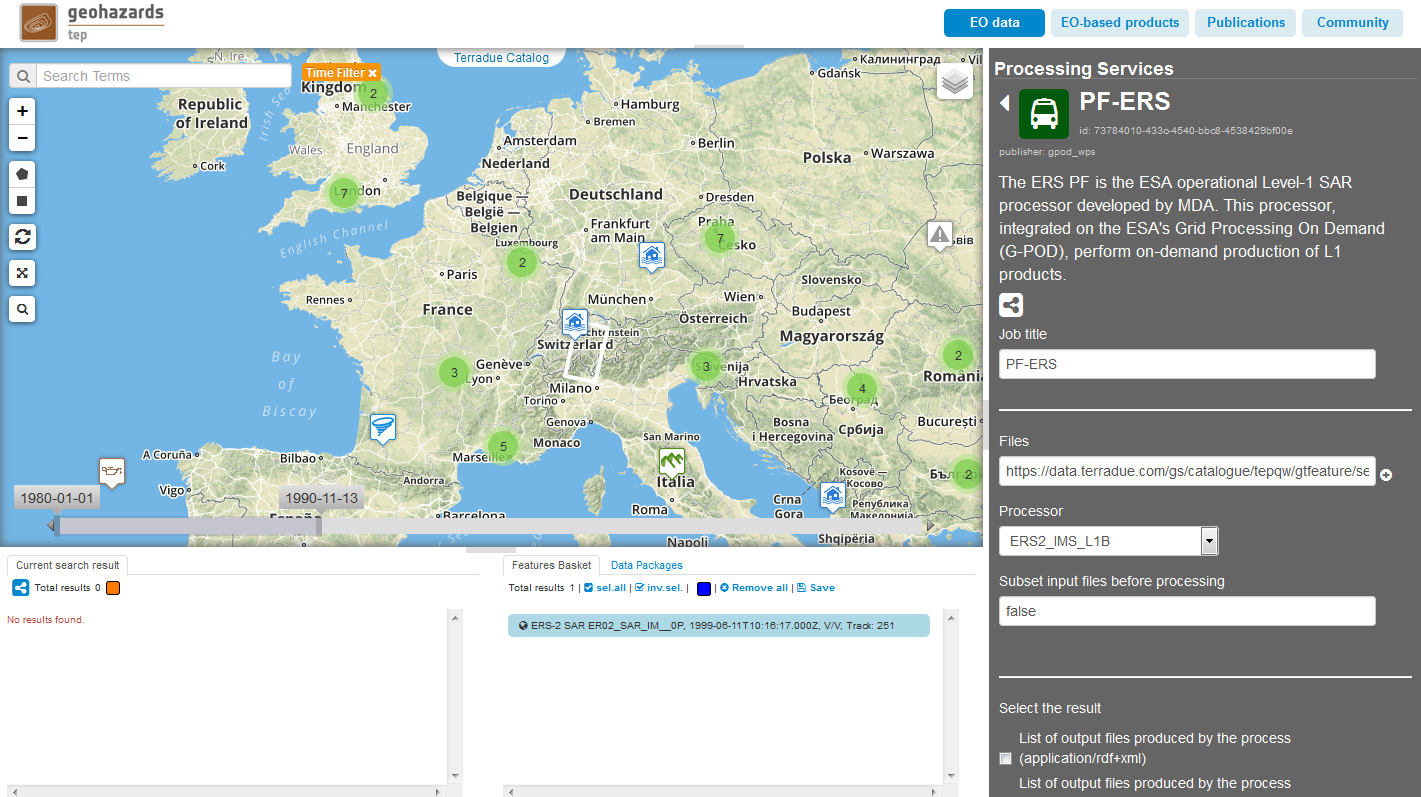 geohazards
tep
EO data
EO-based products
Publications
Community
Terradue Catalog
Search Terms
Time Filter
N. Ire.
Kingdom
2
Manchester
Republic
of Ireland
Irish Sea
Cork
Wales
England
London
7
English Channel
Калининград
Gdańsk
Hamburg
Bremen
Amsterdam
Nederland
Berlin
Polska
Warszawa
Deutschland
Belgique —
België —
Belgien
Dresden
Frankfurt
am Main
Praha
7
Česko
Luxembourg
2
Paris
Rennes
France
München
Wien
Slovensko
Budapest
Österreich
Magyarország
Switzerland
Genève
Lyon
3
Milano
Torino
3
Hrvatska
2
România
4
Београд
Bay
of
Biscay
Genova
Monaco
5
San Marino
Bosna
i Hercegovina
Србија
București
A Coruña
Bilbao
Andorra
Italia
Roma
Kosovë —
Косово
Crna
Gora
Република
Македонија
2
Vigo
1980-01-01
1990-11-13
Barcelona
Napoli
Shqipëria
Processing Services
PF-ERS
id: 73784010-433c-4540-bbc8-4538429bf00e
publisher: gpod_wps
The ERS PF is the ESA operational Level-1 SAR
processor developed by MDA. This processor,
integrated on the ESA's Grid Processing On Demand
(G-POD), perform on-demand production of L1
products.
Job title
PF-ERS
Files
https://data.terradue.com/gs/catalogue/tepqw/gtfeature/se
Processor
ERS2_IMS_L1B
Subset input files before processing
false
Select the result
List of output files produced by the process
(application/rdf+xml)
List of output files produced by the process
Current search result
Total results 0
No results found.
Features Basket
Data Packages
Total results 1 | sel.all | inv.sel. | | Remove all | Save
ERS-2 SAR ER02_SAR_IM__0P, 1999-06-11T10:16:17.000Z, V/V, Track: 251